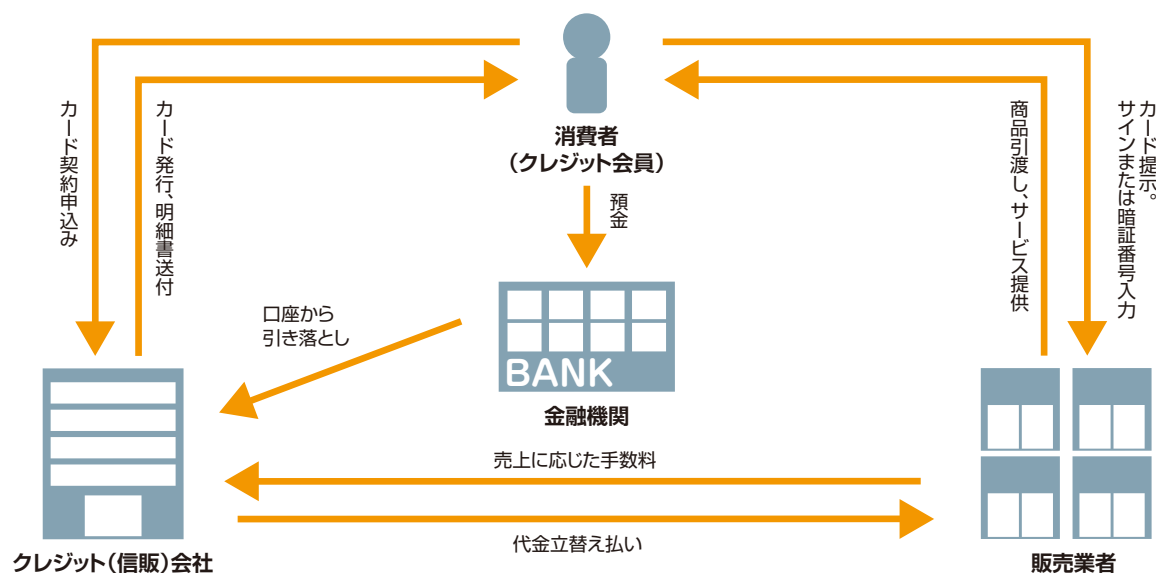 消費者
（クレジット会員）
預金
カード契約申込み
カード発行、明細書送付
商品引渡し、サービス提供
カード提示。
サインまたは暗証番号入力
口座から
引き落とし
BANK
金融機関
売上に応じた手数料
代金立替え払い
クレジット（信販）会社
販売業者